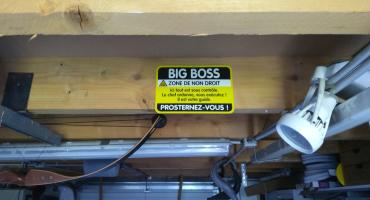 BIG BOSS
ZONE DE NON DROIT
Ici tout est sous contrôle.
Le chef ordonne, vous exécutez !
Il est votre guide.
PROSTERNEZ-VOUS !